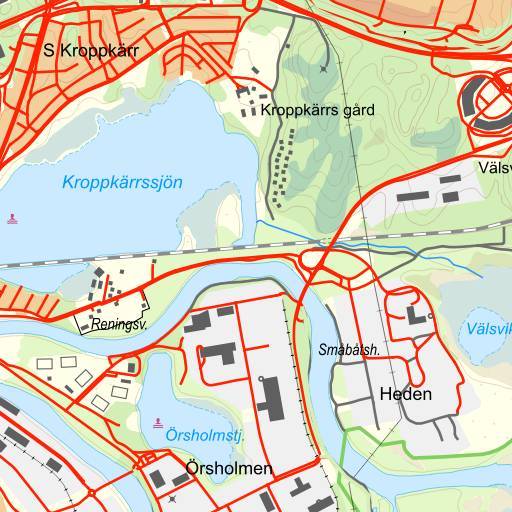 S Kroppkärr
Kroppkärrs gård
Välsv
Kroppkärrssjön
Reningsv.
Välsvik
Småbåtsh.
Heden
Örsholmstj.
Örsholmen